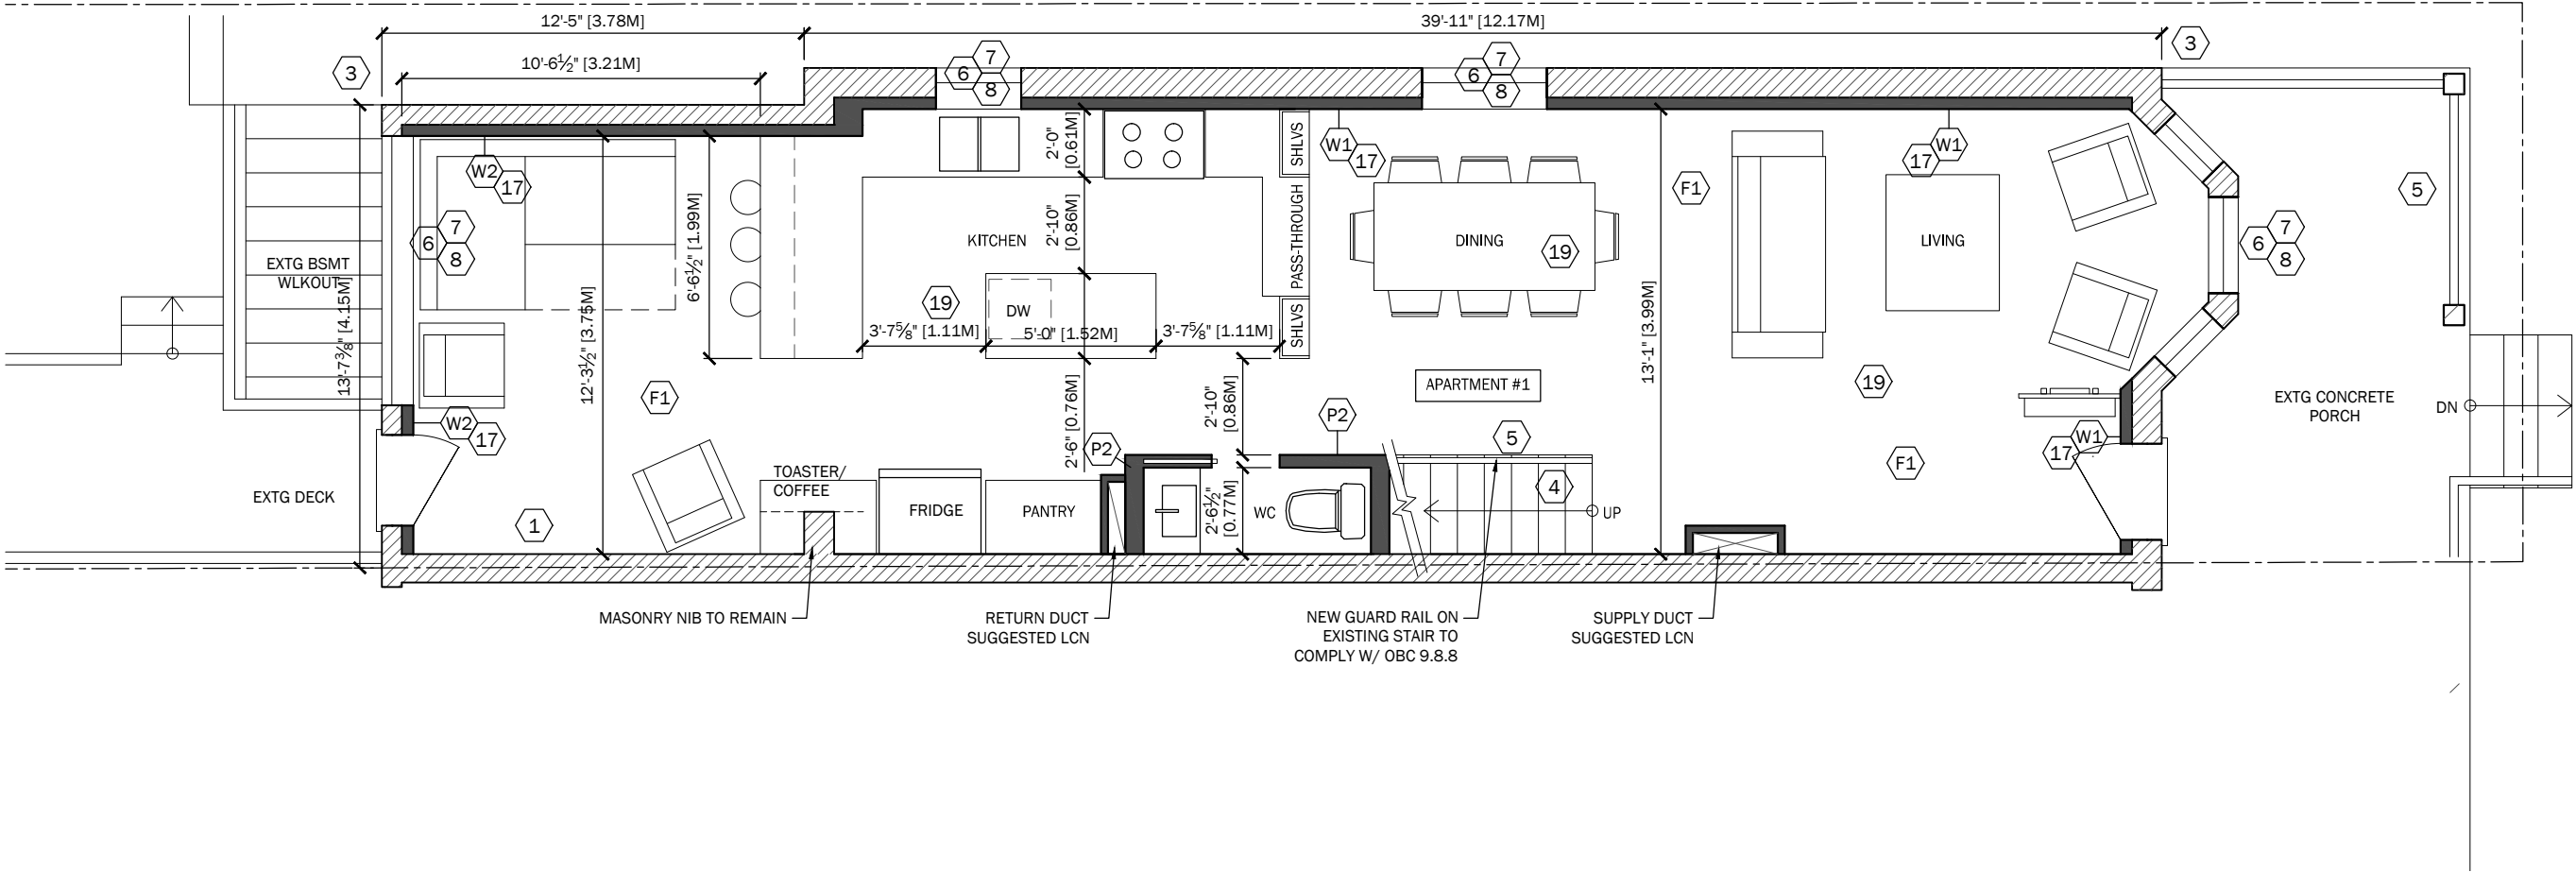 12'-5" [3.78M]
39'-11" [12.17M]
10'-6½" [3.21M]
3
3
6
7
8
6
7
8
W2
17
2'-0"
[0.61M]
SHLVS
W1
17
F1
17
W1
5
6
7
8
EXTG BSMT
WLKOUT
13'-7⅜" [4.15M]
12'-3½" [3.75M]
6'-6½" [1.99M]
KITCHEN
2'-10"
[0.86M]
PASS-THROUGH
DINING
19
LIVING
6
7
8
19
DW
3'-7⅝" [1.11M]
5'-0" [1.52M]
3'-7⅝" [1.11M]
SHLVS
13'-1" [3.99M]
F1
2'-6" [0.76M]
2'-10"
[0.86M]
APARTMENT #1
19
EXTG CONCRETE
PORCH
DN
W2
17
P2
P2
5
W1
17
F1
TOASTER/
COFFEE
EXTG DECK
1
FRIDGE
PANTRY
2'-6½"
[0.77M]
WC
4
UP
MASONRY NIB TO REMAIN
RETURN DUCT
SUGGESTED LCN
NEW GUARD RAIL ON
EXISTING STAIR TO
COMPLY W/ OBC 9.8.8
SUPPLY DUCT
SUGGESTED LCN